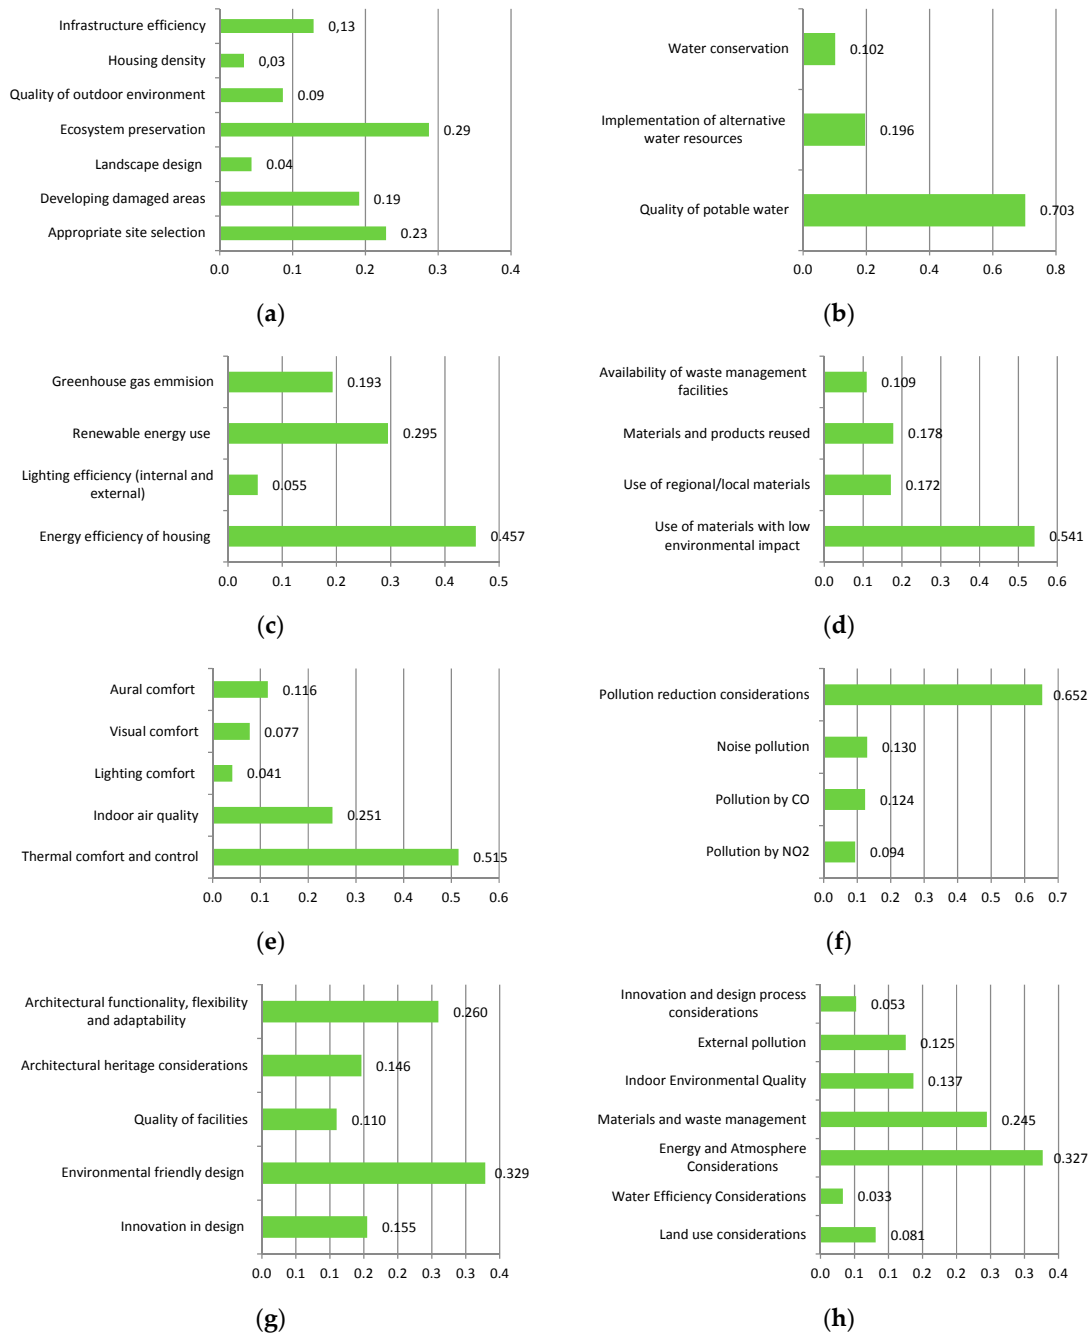 Infrastructure efficiency 0,13
Housing density 0,03
Quality of outdoor environment 0.09
Ecosystem preservation 0.29
Landscape design 0.04
Developing damaged areas 0.19
Appropriate site selection 0.23
0.0 0.1 0.2 0.3 0.4
(a)
Water conservation 0.102
Implementation of alternative
water resources 0.196
Quality of potable water 0.703
0.0 0.2 0.4 0.6 0.8
(b)
Greenhouse gas emmision 0.193
Renewable energy use 0.295
Lighting efficiency (internal and
external) 0.055
Energy efficiency of housing 0.457
0.0 0.1 0.2 0.3 0.4 0.5
(c)
Availability of waste management
facilities 0.109
Materials and products reused 0.178
Use of regional/local materials 0.172
Use of materials with low
environmental impact 0.541
0.0 0.1 0.2 0.3 0.4 0.5 0.6
(d)
Aural comfort 0.116
Visual comfort 0.077
Lighting comfort 0.041
Indoor air quality 0.251
Thermal comfort and control 0.515
0.0 0.1 0.2 0.3 0.4 0.5 0.6
(e)
Pollution reduction considerations 0.652
Noise pollution 0.130
Pollution by CO 0.124
Pollution by NO2 0.094
0.0 0.1 0.2 0.3 0.4 0.5 0.6 0.7
(f)
Architectural functionality, flexibility
and adaptability 0.260
Architectural heritage considerations 0.146
Quality of facilities 0.110
Environmental friendly design 0.329
Innovation in design 0.155
0.0 0.1 0.1 0.2 0.2 0.3 0.3 0.4
(g)
Innovation and design process
considerations 0.053
External pollution 0.125
Indoor Environmental Quality 0.137
Materials and waste management 0.245
Energy and Atmosphere
Considerations 0.327
Water Efficiency Considerations 0.033
Land use considerations 0.081
0.0 0.1 0.1 0.2 0.2 0.3 0.3 0.4
(h)